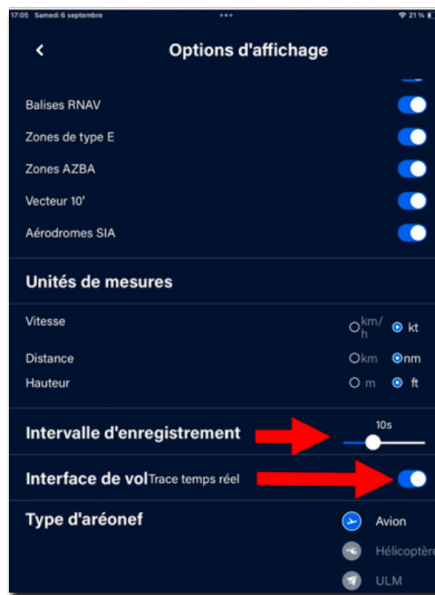 17:05 Samedi 6 septembre
21 %
Options d'affichage
Balises RNAV
Zones de type E
Zones AZBA
Vecteur 10'
Aérodromes SIA
Unités de mesures
Vitesse km/h kt
Distance km nm
Hauteur m ft
10s
Intervalle d'enregistrement
Interface de vol Trace temps réel
Type d'aréonef Avion
Hélicoptère
ULM